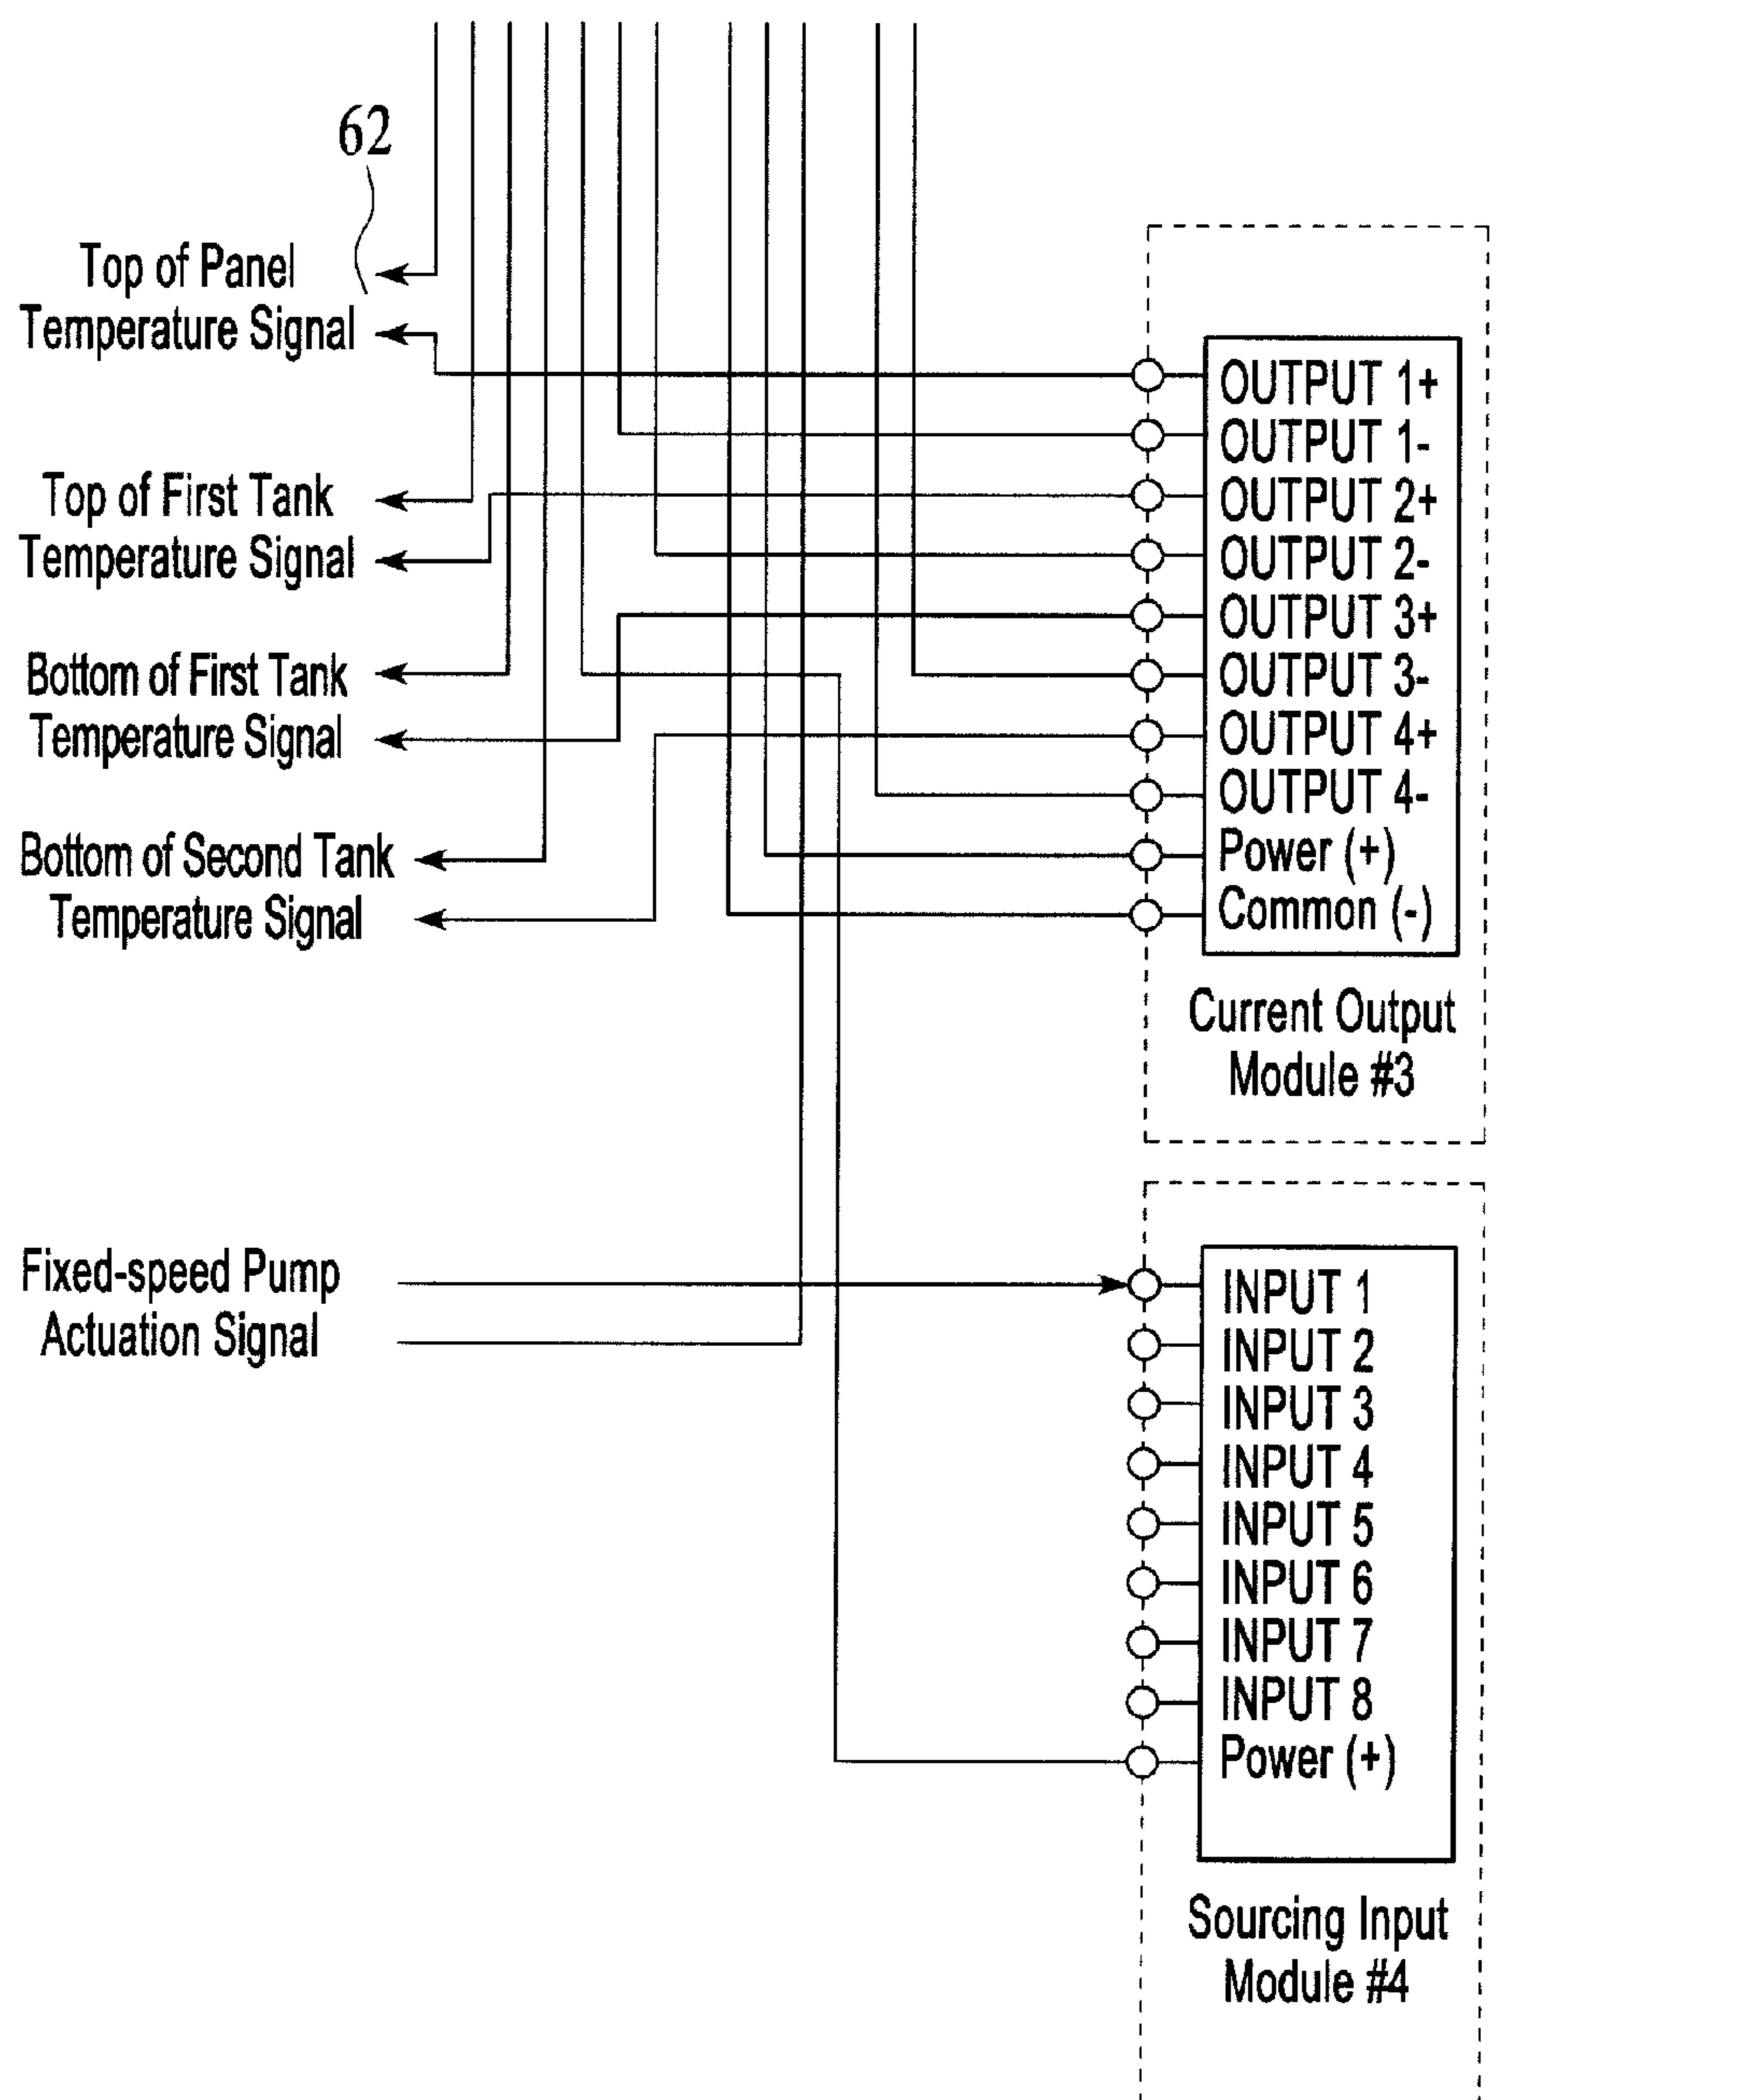 62
Top of Panel
Temperature Signal
Top of First Tank
Temperature Signal
Bottom of First Tank
Temperature Signal
Bottom of Second Tank
Temperature Signal
OUTPUT 1+
OUTPUT 1-
OUTPUT 2+
OUTPUT 2-
OUTPUT 3+
OUTPUT 3-
OUTPUT 4+
OUTPUT 4-
Power (+)
Common (-)
Current Output
Module #3
Fixed-speed Pump
Actuation Signal
INPUT 1
INPUT 2
INPUT 3
INPUT 4
INPUT 5
INPUT 6
INPUT 7
INPUT 8
Power (+)
Sourcing Input
Module #4